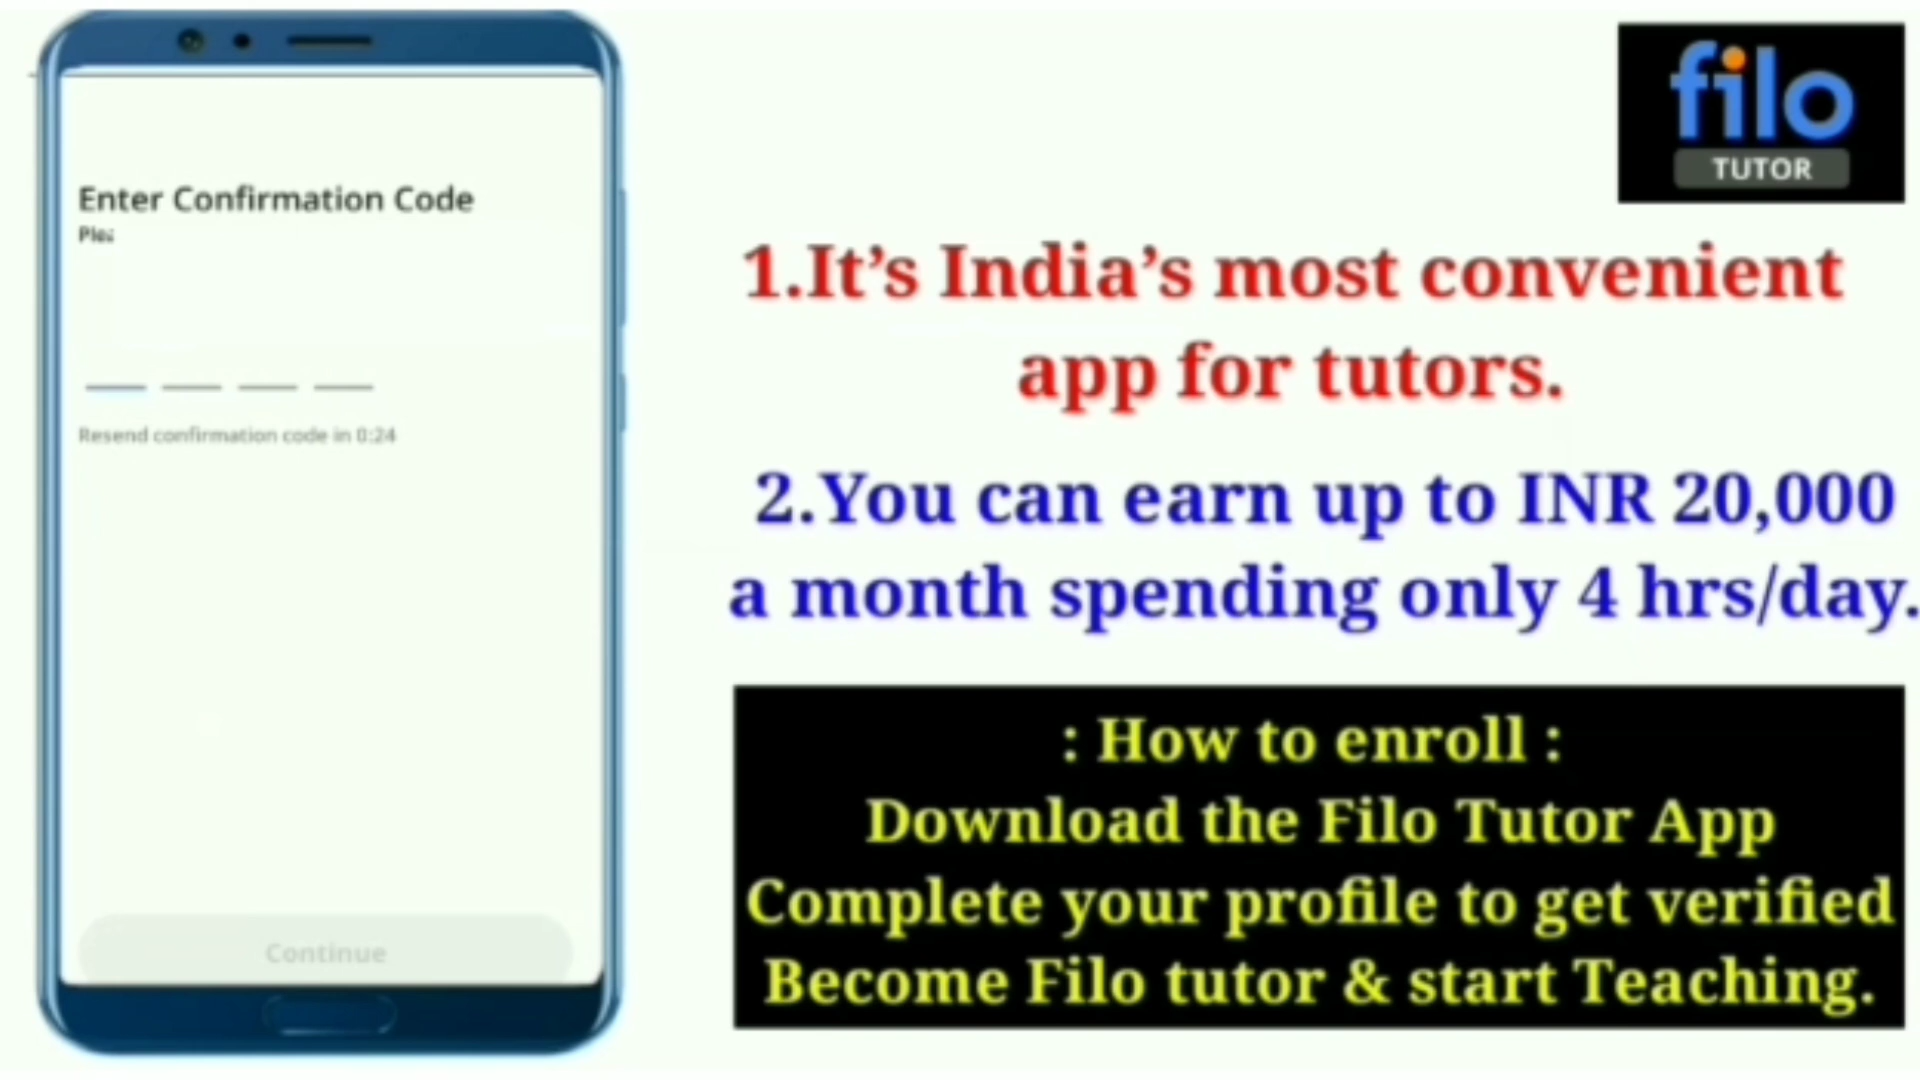 Enter Confirmation Code
Resend confirmation code in 0:24
Continue
filo
TUTOR
1.It’s India’s most convenient
app for tutors.
2.You can earn up to INR 20,000
a month spending only 4 hrs/day.
: How to enroll :
Download the Filo Tutor App
Complete your profile to get verified
Become Filo tutor & start Teaching.